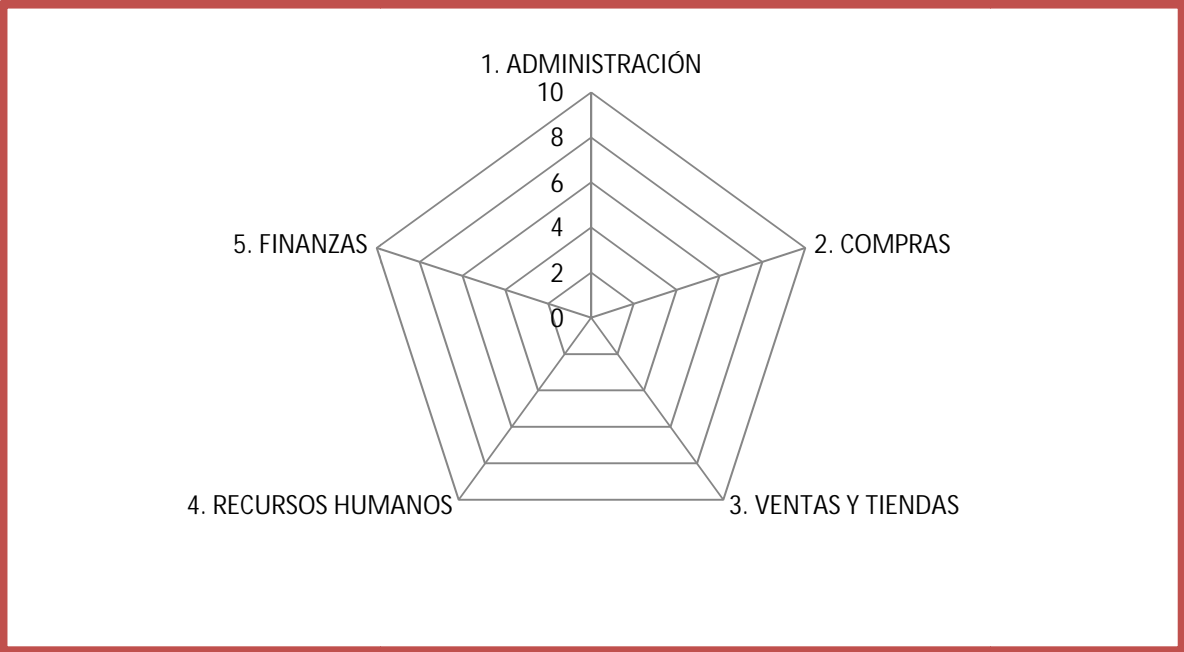 1. ADMINISTRACIÓN
10
8
6
4
2
0
2. COMPRAS
3. VENTAS Y TIENDAS
4. RECURSOS HUMANOS
5. FINANZAS